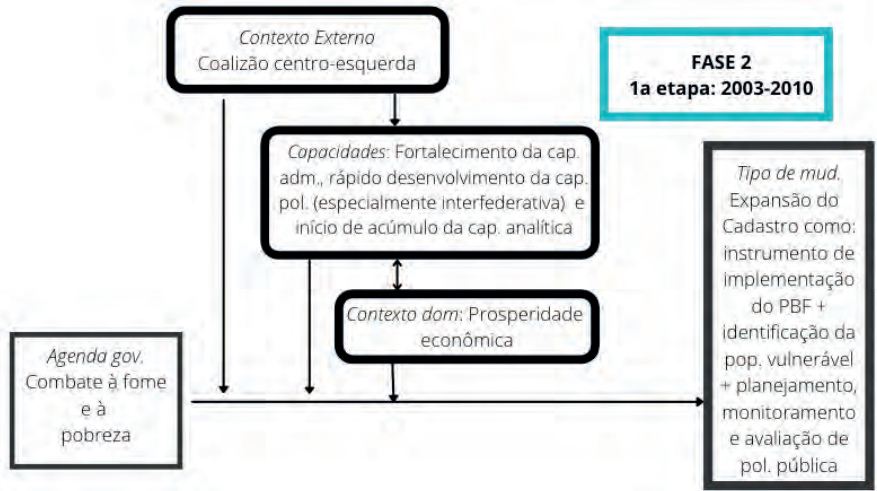 Contexto Externo
Coalizão centro-esquerda
FASE 2
1a etapa: 2003-2010
Capacidades: Fortalecimento da cap.
adm., rápido desenvolvimento da cap.
pol. (especialmente interfederativa) e
início de acúmulo da cap. analítica
Contexto dom: Prosperidade
econômica
Agenda gov.
Combate à fome
e à
pobreza
Tipo de mud.
Expansão do
Cadastro como:
instrumento de
implementação
do PBF +
identificação da
pop. vulnerável
+ planejamento,
monitoramento
e avaliação de
pol. pública